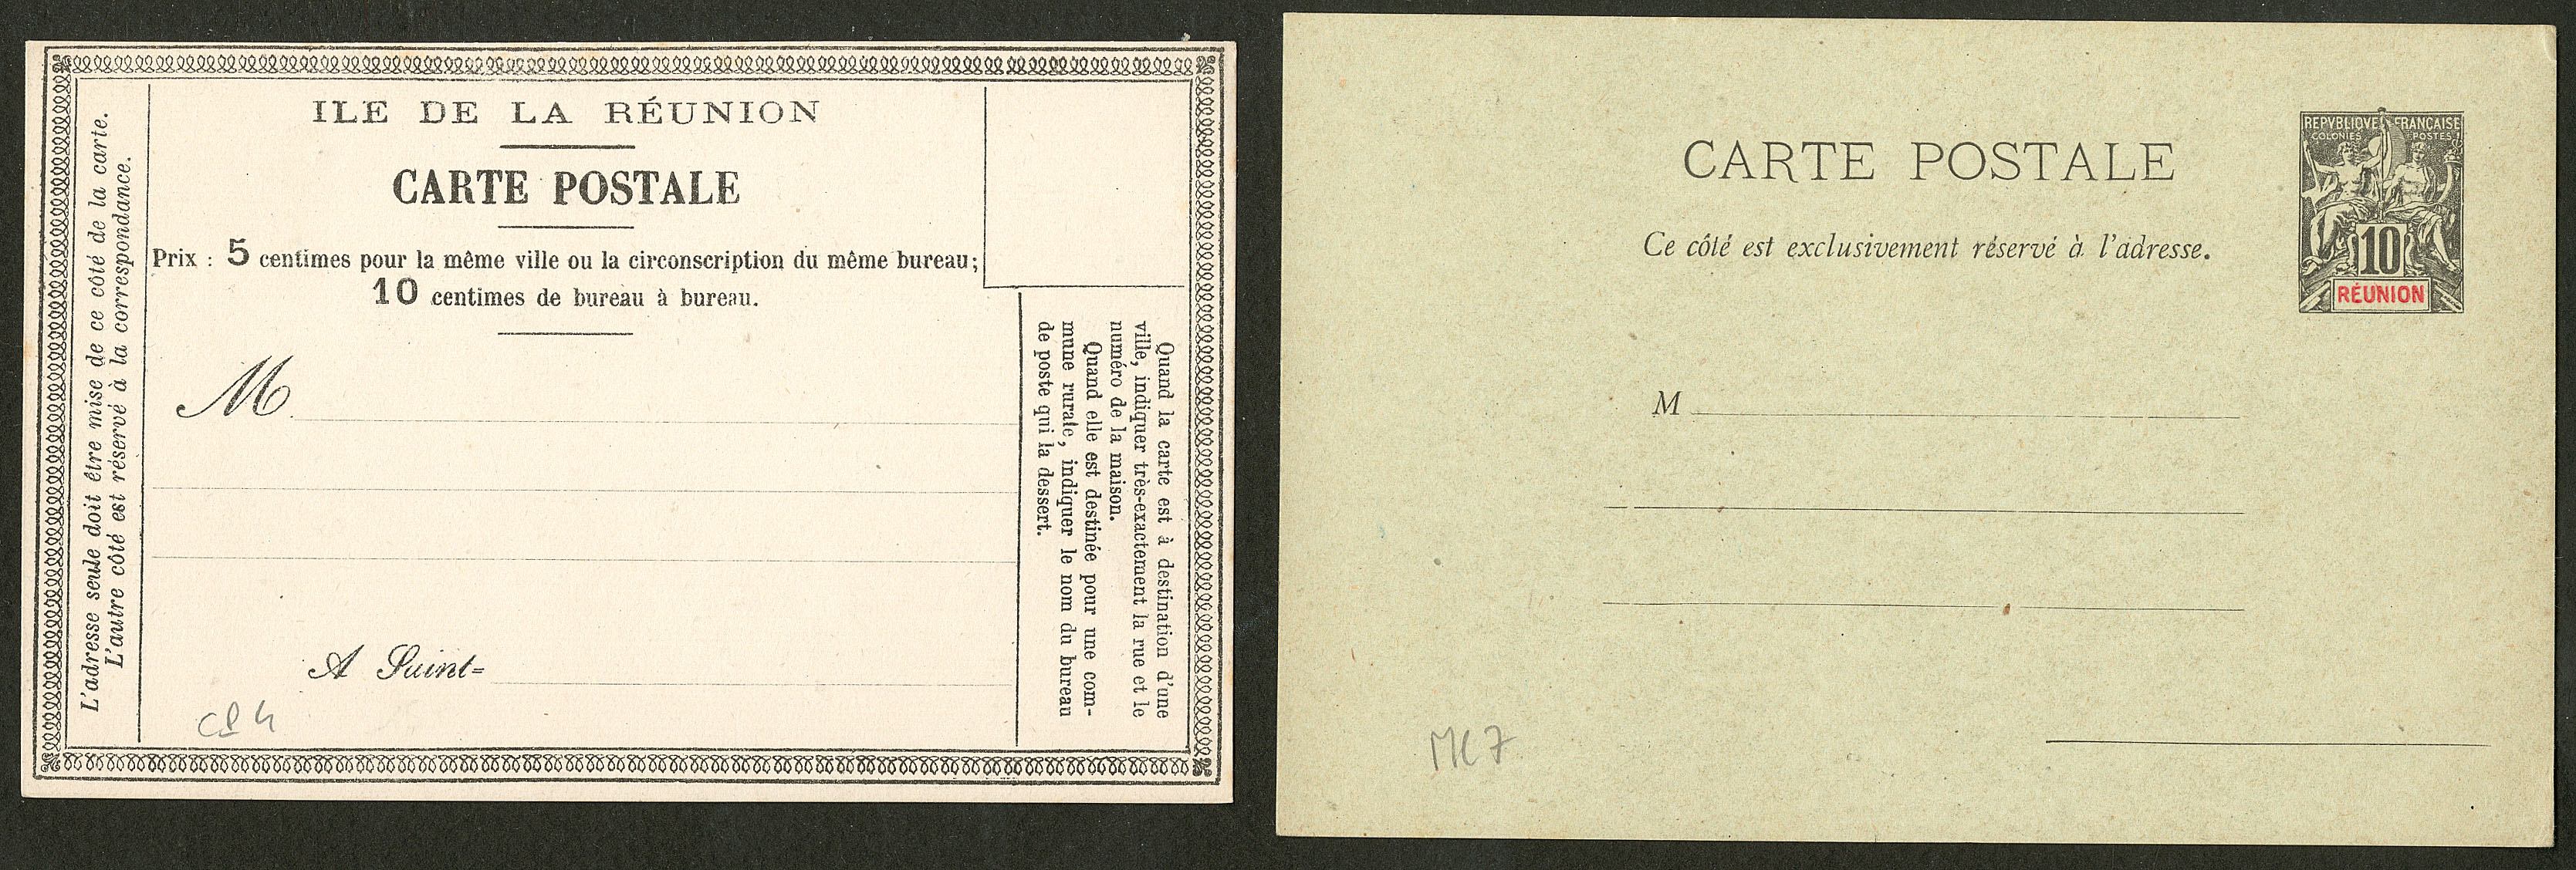 L'adresse seule doit être mise de ce côté de la carte.
L'autre côté est réservé à la correspondance.
ILE DE LA RÉUNION
CARTE POSTALE
Prix : 5 centimes pour la même ville ou la circonscription du même bureau;
10 centimes de bureau à bureau.
M
A Saint-
Quand la carte est à destination d'une
ville, indiquer très-exactement la rue et le
numéro de la maison.
Quand elle est destinée pour une com-
mune rurale, indiquer le nom du bureau
de poste qui la dessert.
CARTE POSTALE
Ce côté est exclusivement réservé à l'adresse.
REPVBLIQVE FRANÇAISE
COLONIES POSTES
10
RÉUNION
M